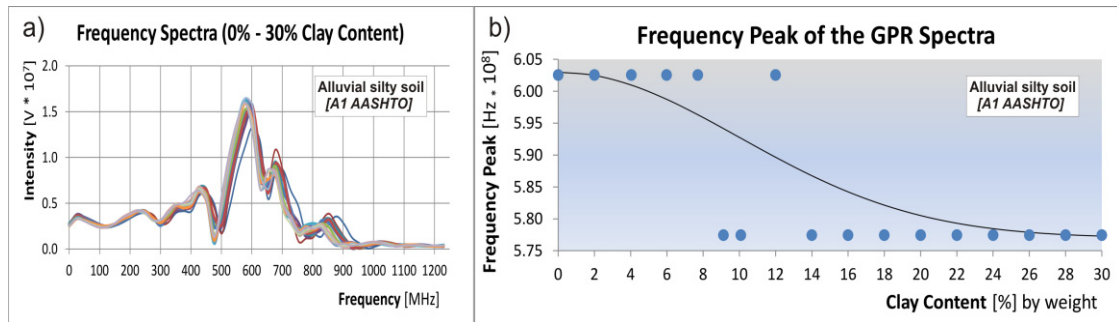 a)
Frequency Spectra (0% - 30% Clay Content)
Intensity [V * 10⁷]
2.0
1.5
1.0
0.5
0.0
Alluvial silty soil
[A1 AASHTO]
0 100 200 300 400 500 600 700 800 900 1000 1100 1200
Frequency [MHz]
b)
Frequency Peak of the GPR Spectra
Frequency Peak [Hz * 10⁸]
6.05
6.00
5.95
5.90
5.85
5.80
5.75
Alluvial silty soil
[A1 AASHTO]
0 2 4 6 8 10 12 14 16 18 20 22 24 26 28 30
Clay Content [%] by weight